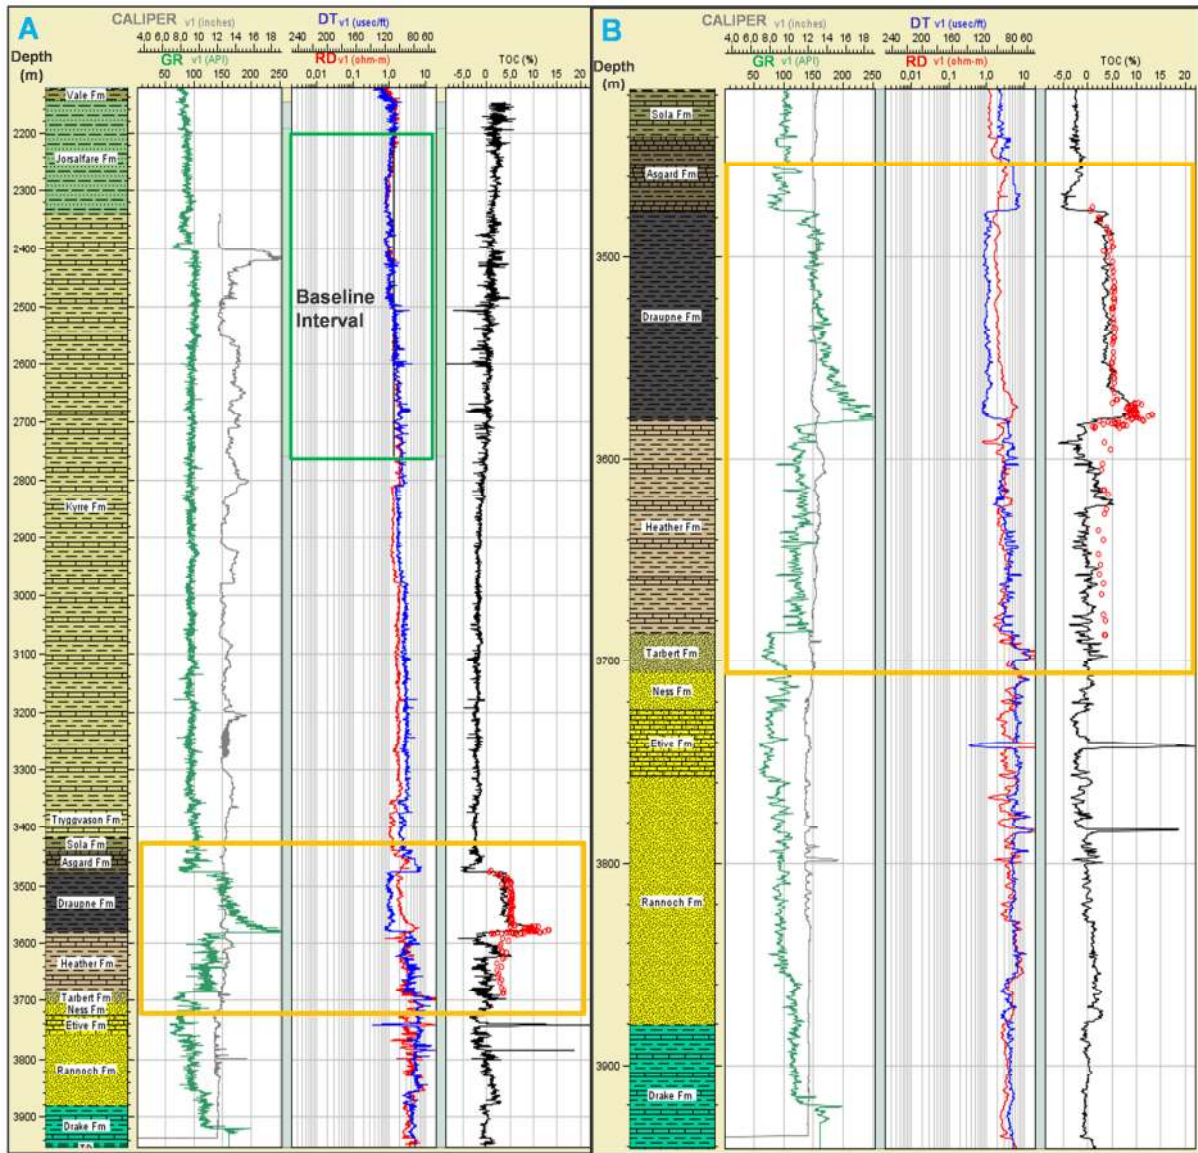 A
CALIPER v1 (inches)
4,0 6,0 8,0 10 12 14 16 18
DT v1 (usec/ft)
240 200 160 120 80 60
Depth
(m)
GR v1 (API)
50 100 150 200 250
RD v1 (ohm-m)
0,01 0,1 1,0 10
TOC (%)
-5,0 5,0 10 15 20
Vale Fm
2200
Jorsalfare Fm
2300
2400
Baseline
Interval
2500
2600
2700
2800
Kyrre Fm
2900
3000
3100
3200
3300
3400
Tryggvason Fm
Sola Fm
Asgard Fm
3500
Draupne Fm
3600
Heather Fm
3700
Tarbert Fm
Ness Fm
Etive Fm
3800
Rannoch Fm
3900
Drake Fm
B
CALIPER v1 (inches)
4,0 6,0 8,0 10 12 14 16 18
DT v1 (usec/ft)
240 200 160 120 80 60
Depth
(m)
GR v1 (API)
50 100 150 200 250
RD v1 (ohm-m)
0,01 0,1 1,0 10
TOC (%)
-5,0 5,0 10 15 20
Sola Fm
Asgard Fm
3500
Draupne Fm
3600
Heather Fm
Tarbert Fm
3700
Ness Fm
Etive Fm
3800
Rannoch Fm
3900
Drake Fm